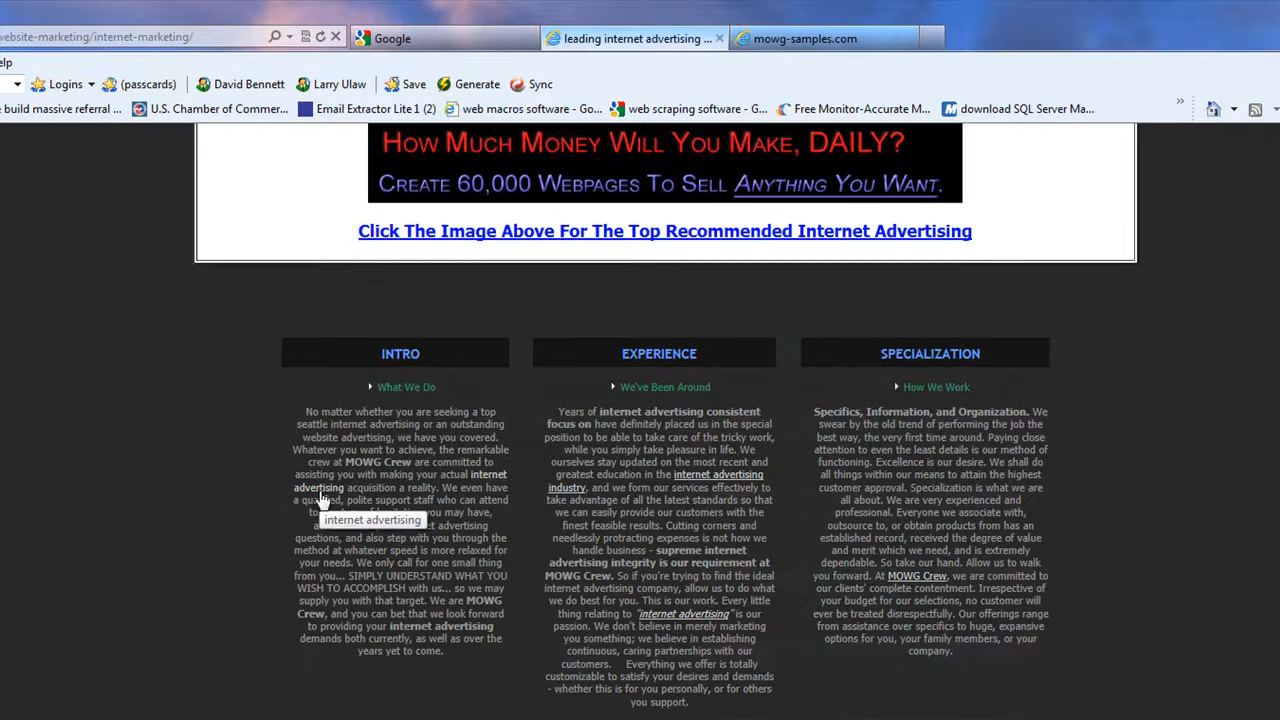 website-marketing/internet-marketing/
Google
leading internet advertising ...
mowg-samples.com
elp
Logins
(passcards)
David Bennett
Larry Ulaw
Save
Generate
Sync
e build massive referral ...
U.S. Chamber of Commer...
Email Extractor Lite 1 (2)
web macros software - Go...
web scraping software - Go...
Free Monitor-Accurate M...
download SQL Server Ma...
HOW MUCH MONEY WILL YOU MAKE, DAILY?
CREATE 60,000 WEBPAGES TO SELL ANYTHING YOU WANT.
Click The Image Above For The Top Recommended Internet Advertising
INTRO
What We Do
No matter whether you are seeking a top
seattle internet advertising or an outstanding
website advertising, we have you covered.
Whatever you want to achieve, the remarkable
crew at MOWG Crew are committed to
assisting you with making your actual internet
advertising acquisition a reality. We even have
a qu ed, polite support staff who can attend
to you may have,
a et advertising
internet advertising
questions, and also step with you through the
method at whatever speed is more relaxed for
your needs. We only call for one small thing
from you... SIMPLY UNDERSTAND WHAT YOU
WISH TO ACCOMPLISH with us... so we may
supply you with that target. We are MOWG
Crew, and you can bet that we look forward
to providing your internet advertising
demands both currently, as well as over the
years yet to come.
EXPERIENCE
We've Been Around
Years of internet advertising consistent
focus on have definitely placed us in the special
position to be able to take care of the tricky work,
while you simply take pleasure in life. We
ourselves stay updated on the most recent and
greatest education in the internet advertising
industry, and we form our services effectively to
take advantage of all the latest standards so that
we can easily provide our customers with the
finest feasible results. Cutting corners and
needlessly protracting expenses is not how we
handle business - supreme internet
advertising integrity is our requirement at
MOWG Crew. So if you're trying to find the ideal
internet advertising company, allow us to do what
we do best for you. This is our work. Every little
thing relating to "internet advertising" is our
passion. We don't believe in merely marketing
you something; we believe in establishing
continuous, caring partnerships with our
customers. Everything we offer is totally
customizable to satisfy your desires and demands
- whether this is for you personally, or for others
you support.
SPECIALIZATION
How We Work
Specifics, Information, and Organization. We
swear by the old trend of performing the job the
best way, the very first time around. Paying close
attention to even the least details is our method of
functioning. Excellence is our desire. We shall do
all things within our means to attain the highest
customer approval. Specialization is what we are
all about. We are very experienced and
professional. Everyone we associate with,
outsource to, or obtain products from has an
established record, received the degree of value
and merit which we need, and is extremely
dependable. So take our hand. Allow us to walk
you forward. At MOWG Crew, we are committed to
our clients' complete contentment. Irrespective of
your budget for our selections, no customer will
ever be treated disrespectfully. Our offerings range
from assistance over specifics to huge, expansive
options for you, your family members, or your
company.